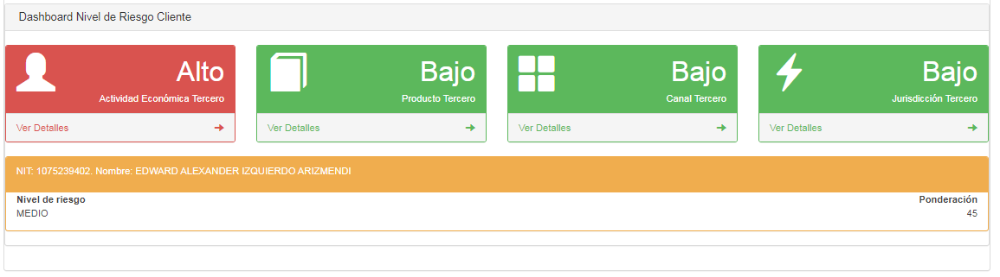 Dashboard Nivel de Riesgo Cliente
Alto
Actividad Económica Tercero
Ver Detalles
Bajo
Producto Tercero
Ver Detalles
Bajo
Canal Tercero
Ver Detalles
Bajo
Jurisdicción Tercero
Ver Detalles
NIT: 1075239402. Nombre: EDWARD ALEXANDER IZQUIERDO ARIZMENDI
Nivel de riesgo Ponderación
MEDIO 45